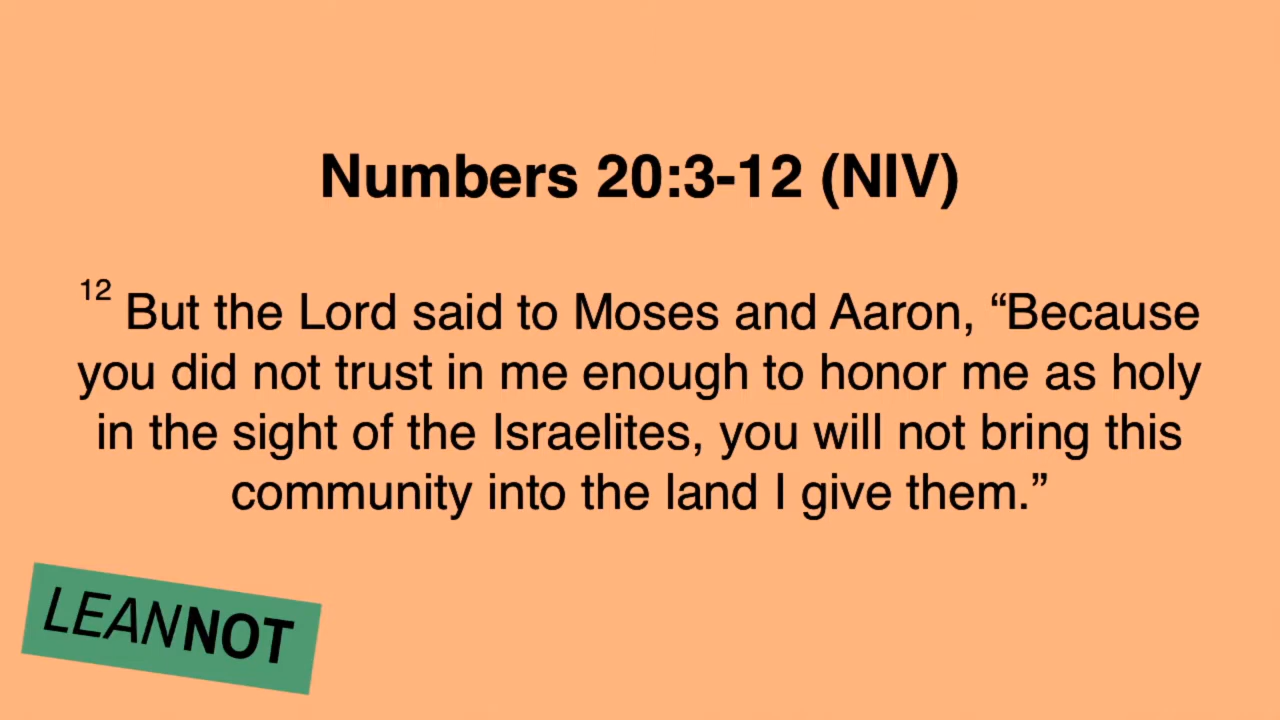 Numbers 20:3-12 (NIV)
12 But the Lord said to Moses and Aaron, “Because
you did not trust in me enough to honor me as holy
in the sight of the Israelites, you will not bring this
community into the land I give them.”
LEANNOT